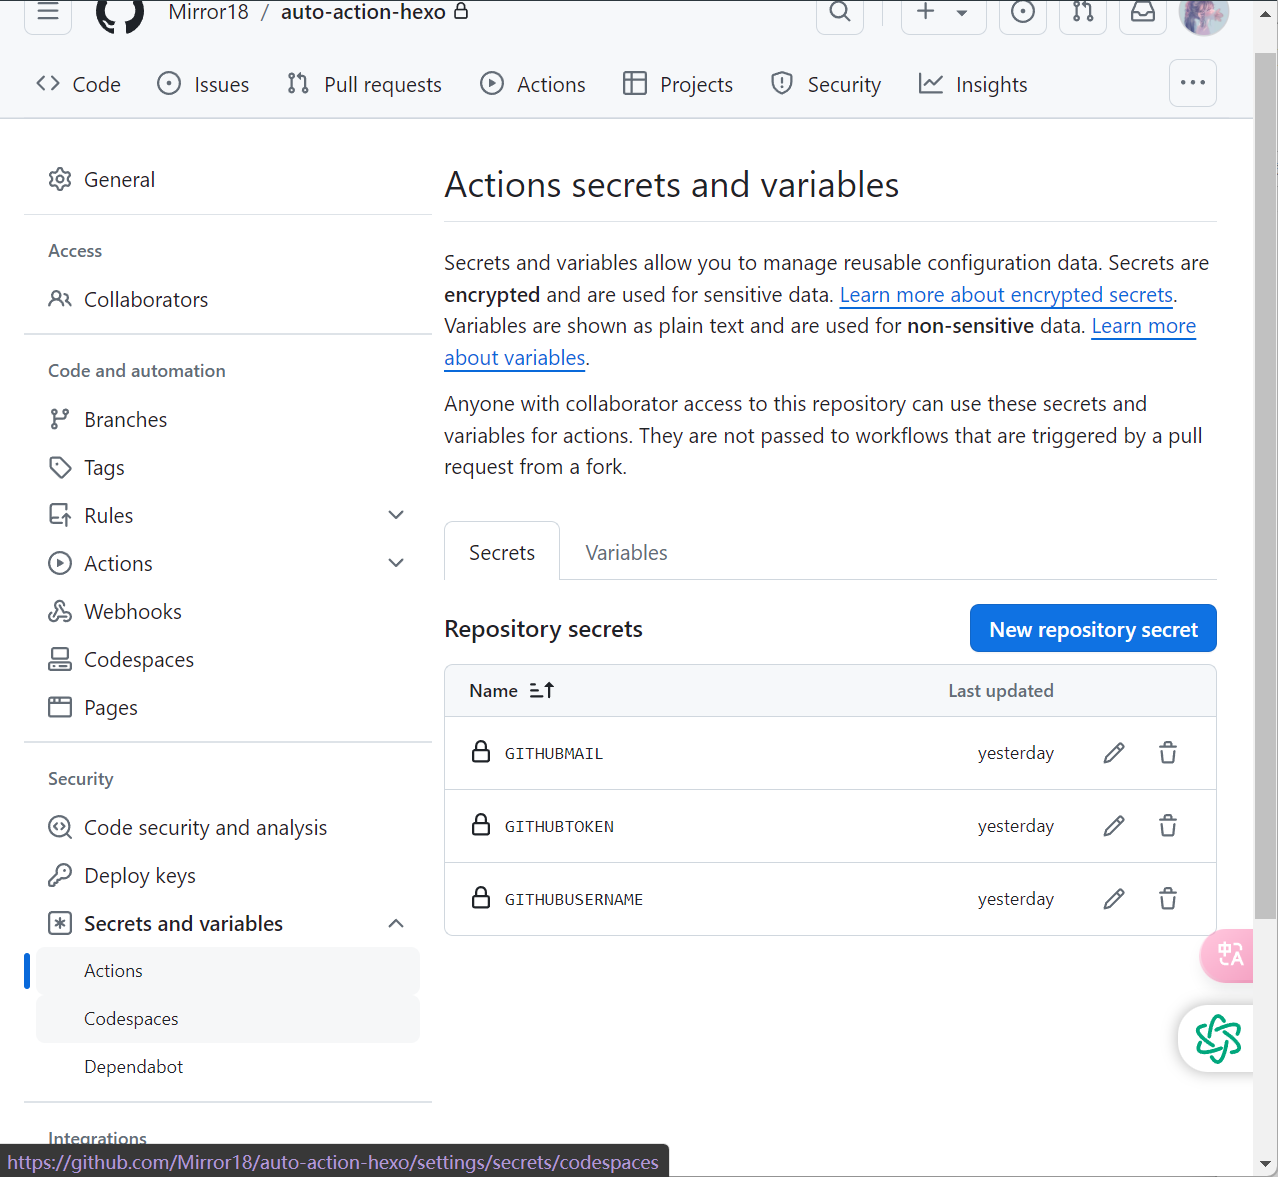 Mirror18 / auto-action-hexo
Code Issues Pull requests Actions Projects Security Insights
General
Access
Collaborators
Code and automation
Branches
Tags
Rules
Actions
Webhooks
Codespaces
Pages
Security
Code security and analysis
Deploy keys
Secrets and variables
Actions
Codespaces
Dependabot
Integrations
Actions secrets and variables
Secrets and variables allow you to manage reusable configuration data. Secrets are
encrypted and are used for sensitive data. Learn more about encrypted secrets.
Variables are shown as plain text and are used for non-sensitive data. Learn more
about variables.
Anyone with collaborator access to this repository can use these secrets and
variables for actions. They are not passed to workflows that are triggered by a pull
request from a fork.
Secrets Variables
Repository secrets New repository secret
Name Last updated
GITHUBMAIL yesterday
GITHUBTOKEN yesterday
GITHUBUSERNAME yesterday
中A
https://github.com/Mirror18/auto-action-hexo/settings/secrets/codespaces